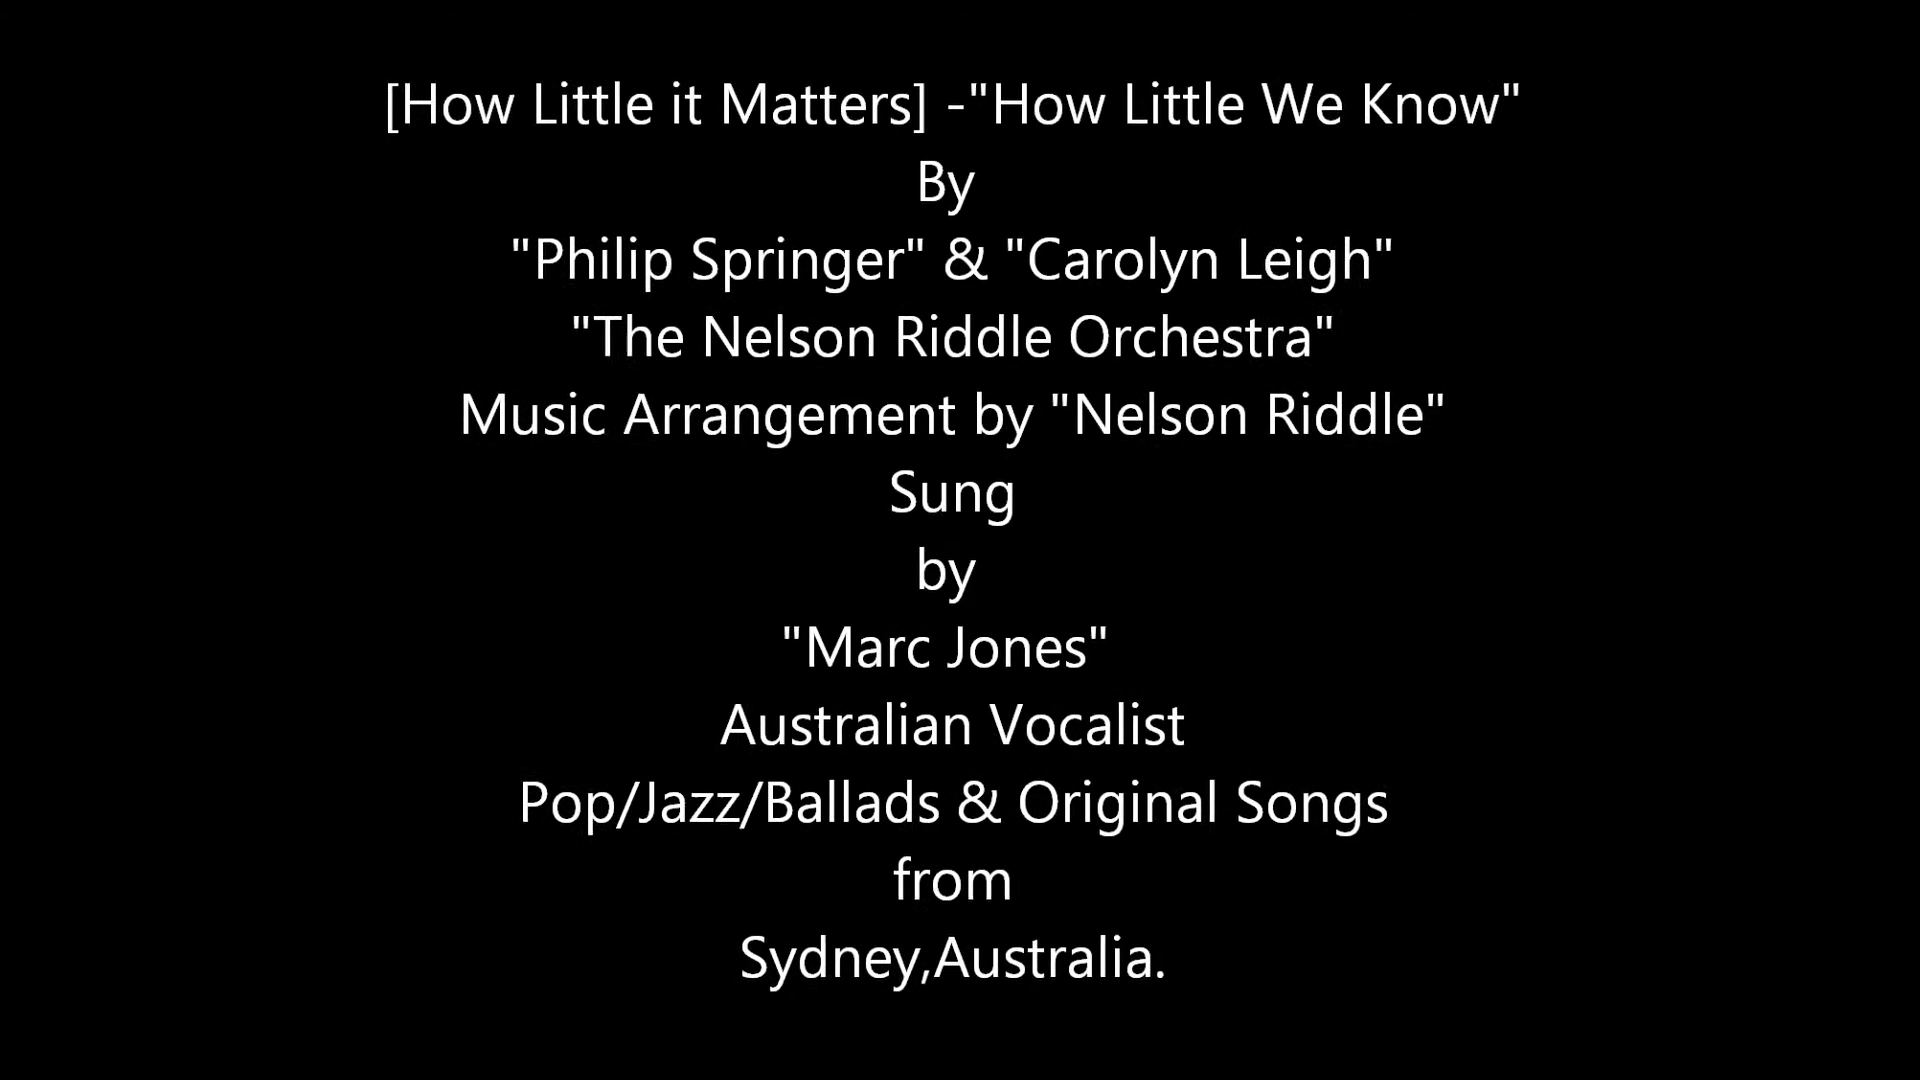 [How Little it Matters] -"How Little We Know"
By
"Philip Springer" & "Carolyn Leigh"
"The Nelson Riddle Orchestra"
Music Arrangement by "Nelson Riddle"
Sung
by
"Marc Jones"
Australian Vocalist
Pop/Jazz/Ballads & Original Songs
from
Sydney,Australia.